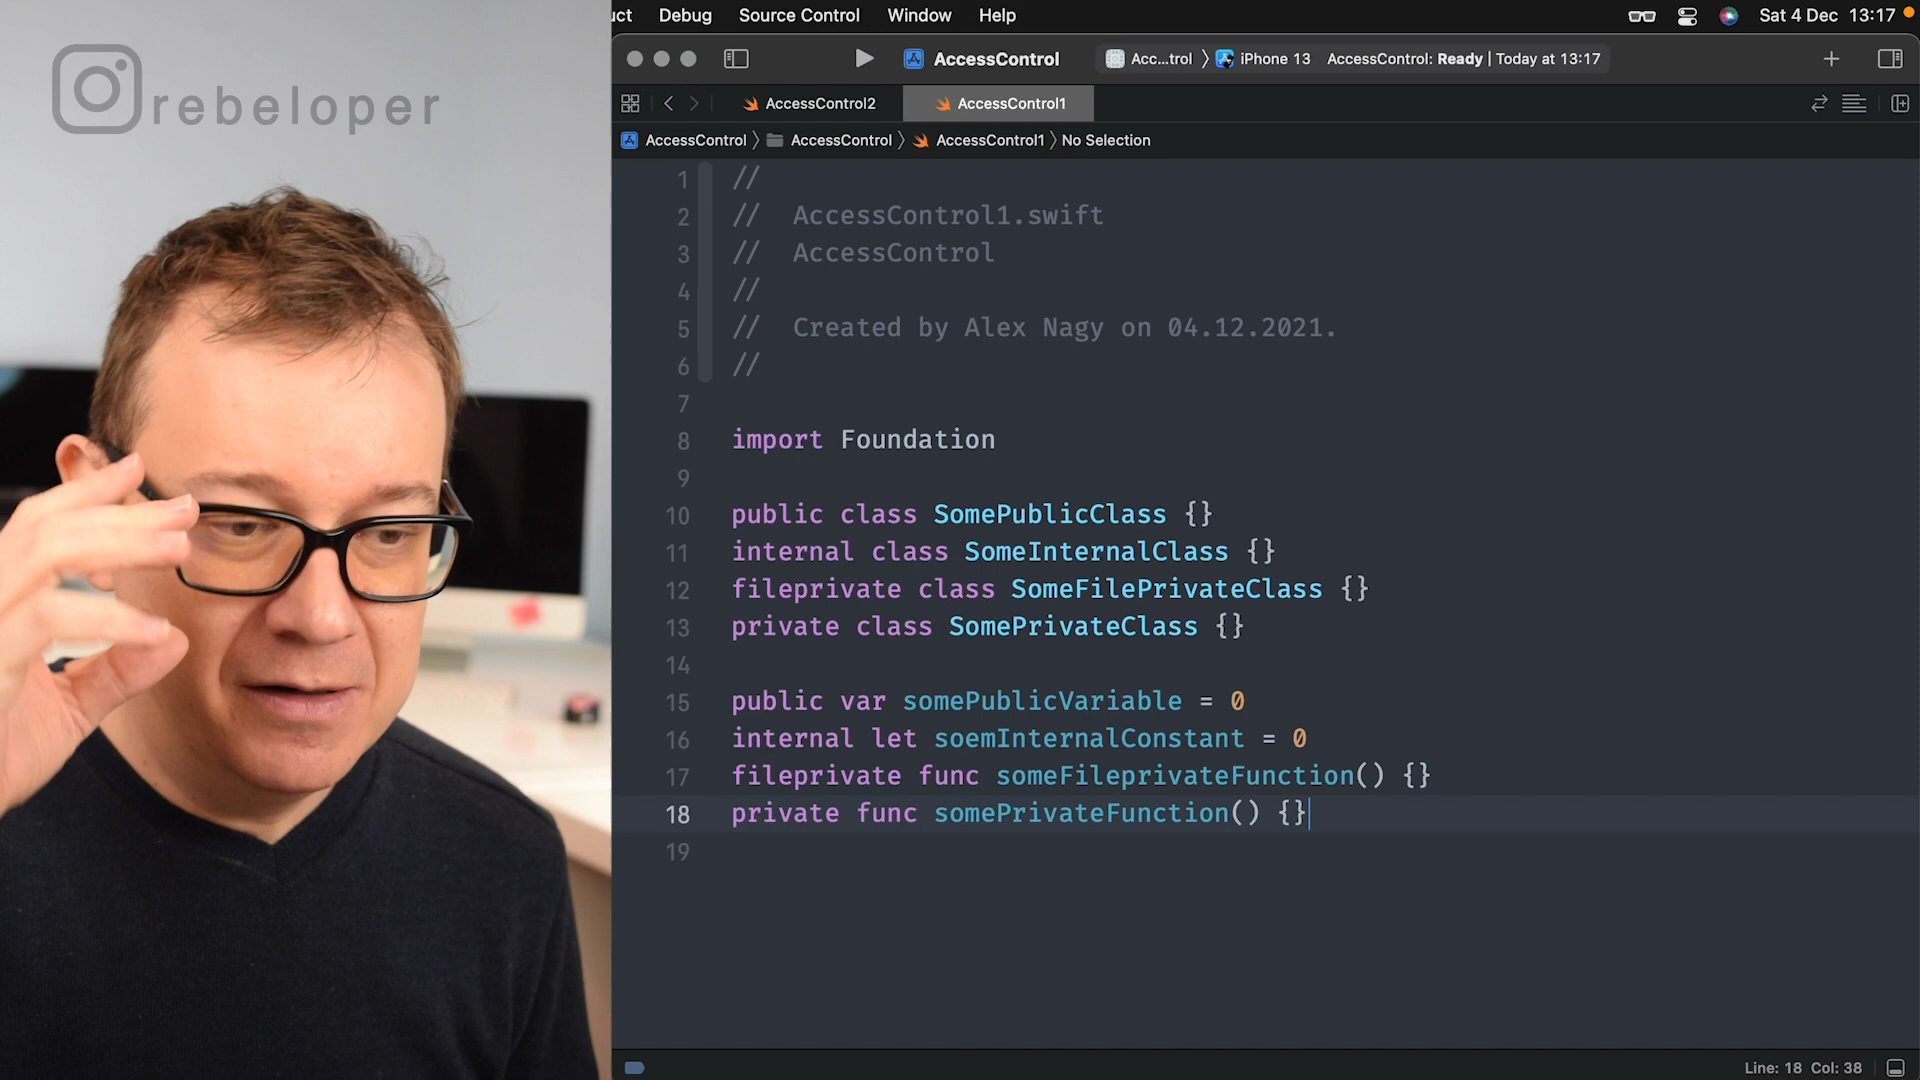 uct Debug Source Control Window Help Sat 4 Dec 13:17
rebeloper
AccessControl Acc...trol iPhone 13 AccessControl: Ready | Today at 13:17
AccessControl2 AccessControl1
AccessControl AccessControl AccessControl1 No Selection
1 //
2 // AccessControl1.swift
3 // AccessControl
4 //
5 // Created by Alex Nagy on 04.12.2021.
6 //
7
8 import Foundation
9
10 public class SomePublicClass {}
11 internal class SomeInternalClass {}
12 fileprivate class SomeFilePrivateClass {}
13 private class SomePrivateClass {}
14
15 public var somePublicVariable = 0
16 internal let soemInternalConstant = 0
17 fileprivate func someFileprivateFunction() {}
18 private func somePrivateFunction() {}
19
Line: 18 Col: 38